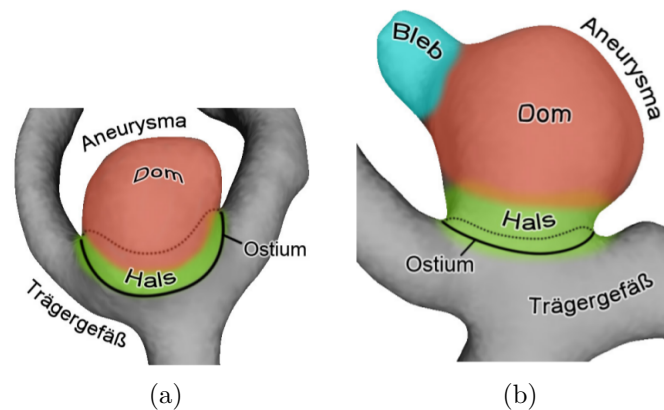 Aneurysma
Dom
Hals
Ostium
Trägergefäß
(a)
Bleb
Aneurysma
Dom
Hals
Ostium
Trägergefäß
(b)